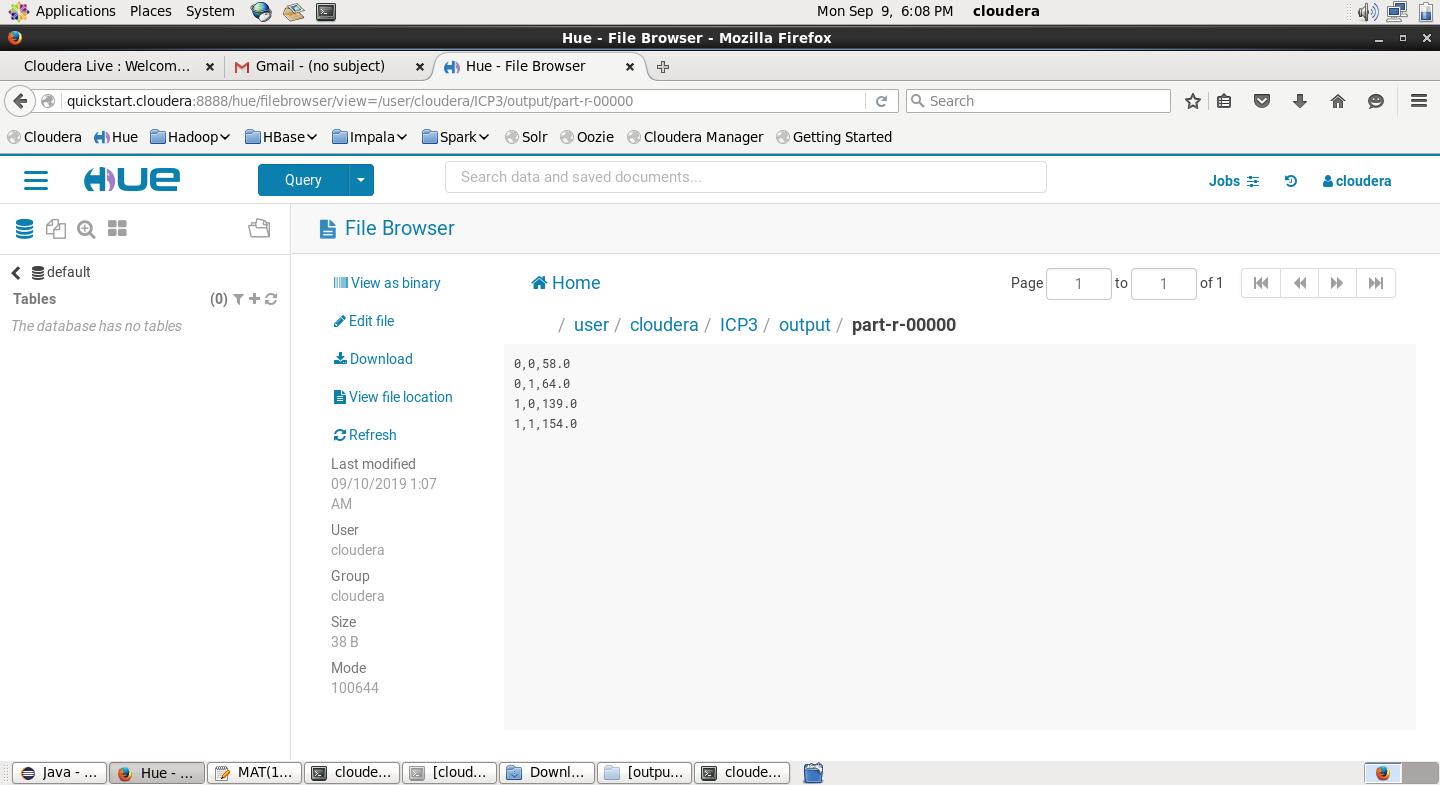 Applications Places System Mon Sep 9, 6:08 PM cloudera
Hue - File Browser - Mozilla Firefox
Cloudera Live : Welcom... Gmail - (no subject) Hue - File Browser
quickstart.cloudera:8888/hue/filebrowser/view=/user/cloudera/ICP3/output/part-r-00000 Search
Cloudera Hue Hadoop HBase Impala Spark Solr Oozie Cloudera Manager Getting Started
HUE Query Search data and saved documents... Jobs cloudera
File Browser
default
Tables (0)
The database has no tables
View as binary
Edit file
Download
View file location
Refresh
Last modified
09/10/2019 1:07
AM
User
cloudera
Group
cloudera
Size
38 B
Mode
100644
Home Page 1 to 1 of 1
/ user / cloudera / ICP3 / output / part-r-00000
0,0,58.0
0,1,64.0
1,0,139.0
1,1,154.0
Java - ... Hue - ... MAT(1... cloude... [cloud... Downl... [outpu... cloude...